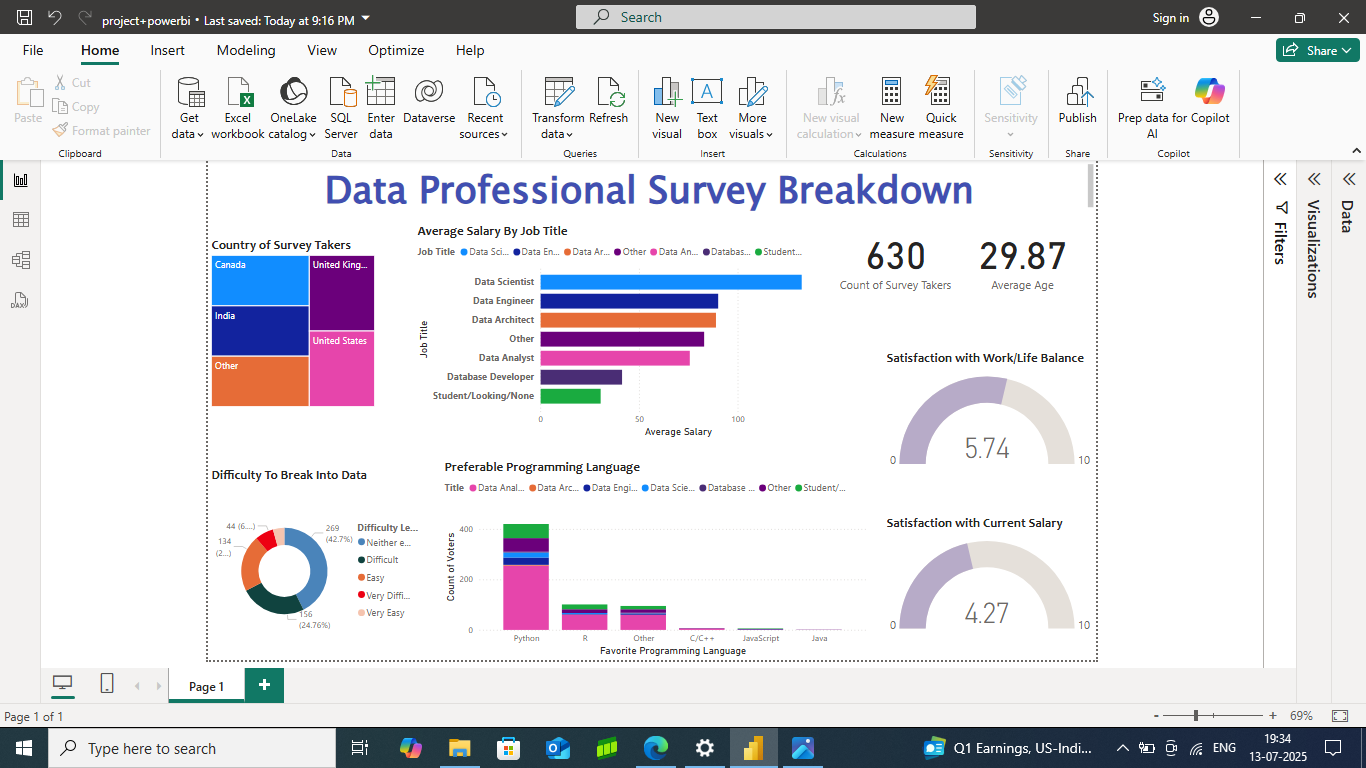 project+powerbi • Last saved: Today at 9:16 PM
Search
Sign in
File Home Insert Modeling View Optimize Help
Share
Paste
Cut
Copy
Format painter
Clipboard
Get data
Excel workbook
OneLake catalog
SQL Server
Enter data
Dataverse
Recent sources
Data
Transform data
Refresh
Queries
New visual
Text box
More visuals
Insert
New visual calculation
New measure
Quick measure
Calculations
Sensitivity
Sensitivity
Publish
Share
Prep data for AI
Copilot
Copilot
DAX
Filters
Visualizations
Data
Data Professional Survey Breakdown
Country of Survey Takers
Canada
United King...
India
United States
Other
Average Salary By Job Title
Job Title Data Sci... Data En... Data Ar... Other Data An... Databas... Student...
Job Title
Data Scientist
Data Engineer
Data Architect
Other
Data Analyst
Database Developer
Student/Looking/None
0 50 100
Average Salary
630
Count of Survey Takers
29.87
Average Age
Satisfaction with Work/Life Balance
5.74
0 10
Difficulty To Break Into Data
44 (6....)
269
(42.7%)
134
(2...)
156
(24.76%)
Difficulty Le...
Neither e...
Difficult
Easy
Very Diffi...
Very Easy
Preferable Programming Language
Title Data Anal... Data Arc... Data Engi... Data Scie... Database ... Other Student/...
Count of Voters
400
200
0
Python R Other C/C++ JavaScript Java
Favorite Programming Language
Satisfaction with Current Salary
4.27
0 10
Page 1
Page 1 of 1
69%
Type here to search
Q1 Earnings, US-Indi...
ENG
19:34
13-07-2025